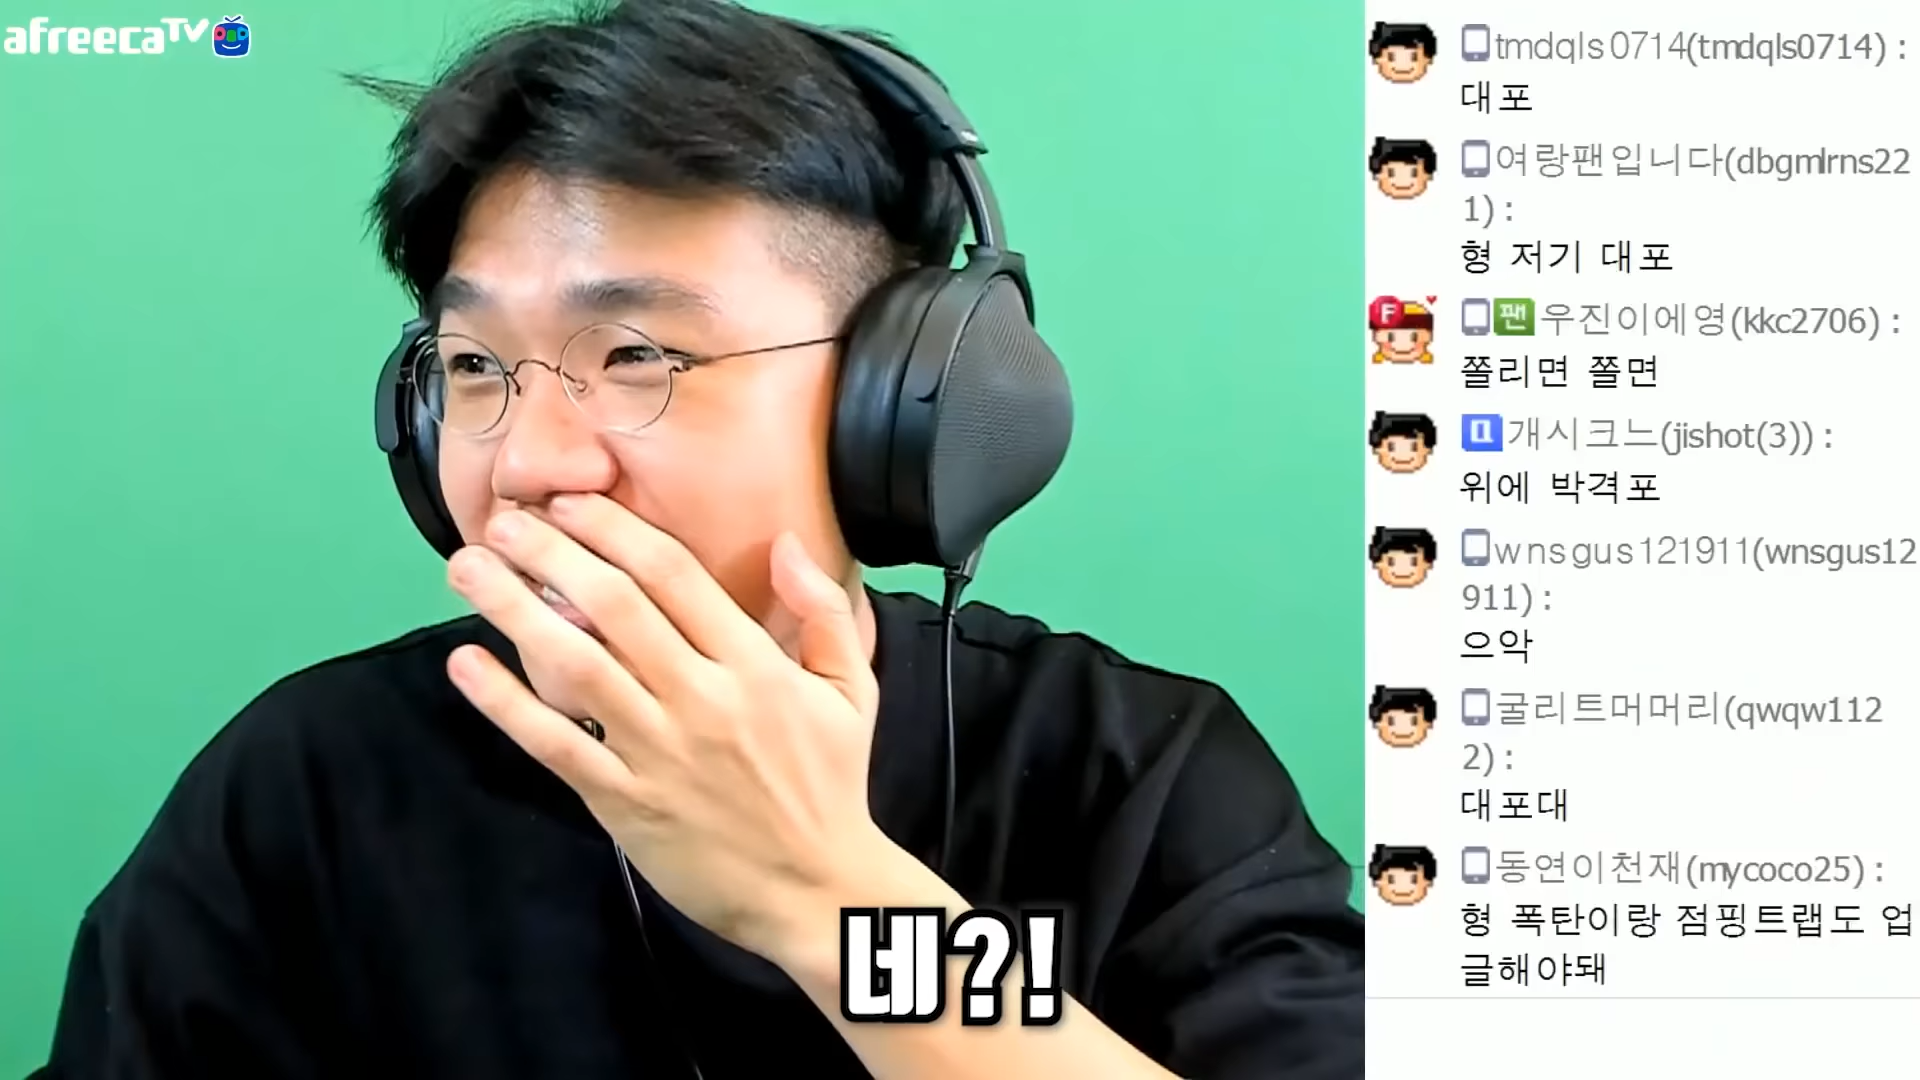 afreecaTV
tmdqls0714(tmdqls0714) :
대포
여랑팬입니다(dbgmlrns22
1) :
형 저기 대포
팬 우진이에영(kkc2706) :
쫄리면 쫄면
개시크느(jishot(3)) :
위에 박격포
wnsgus121911(wnsgus12
911) :
으악
굴리트머머리(qwqw112
2) :
대포대
동연이천재(mycoco25) :
형 폭탄이랑 점핑트랩도 업
글해야돼
네?!